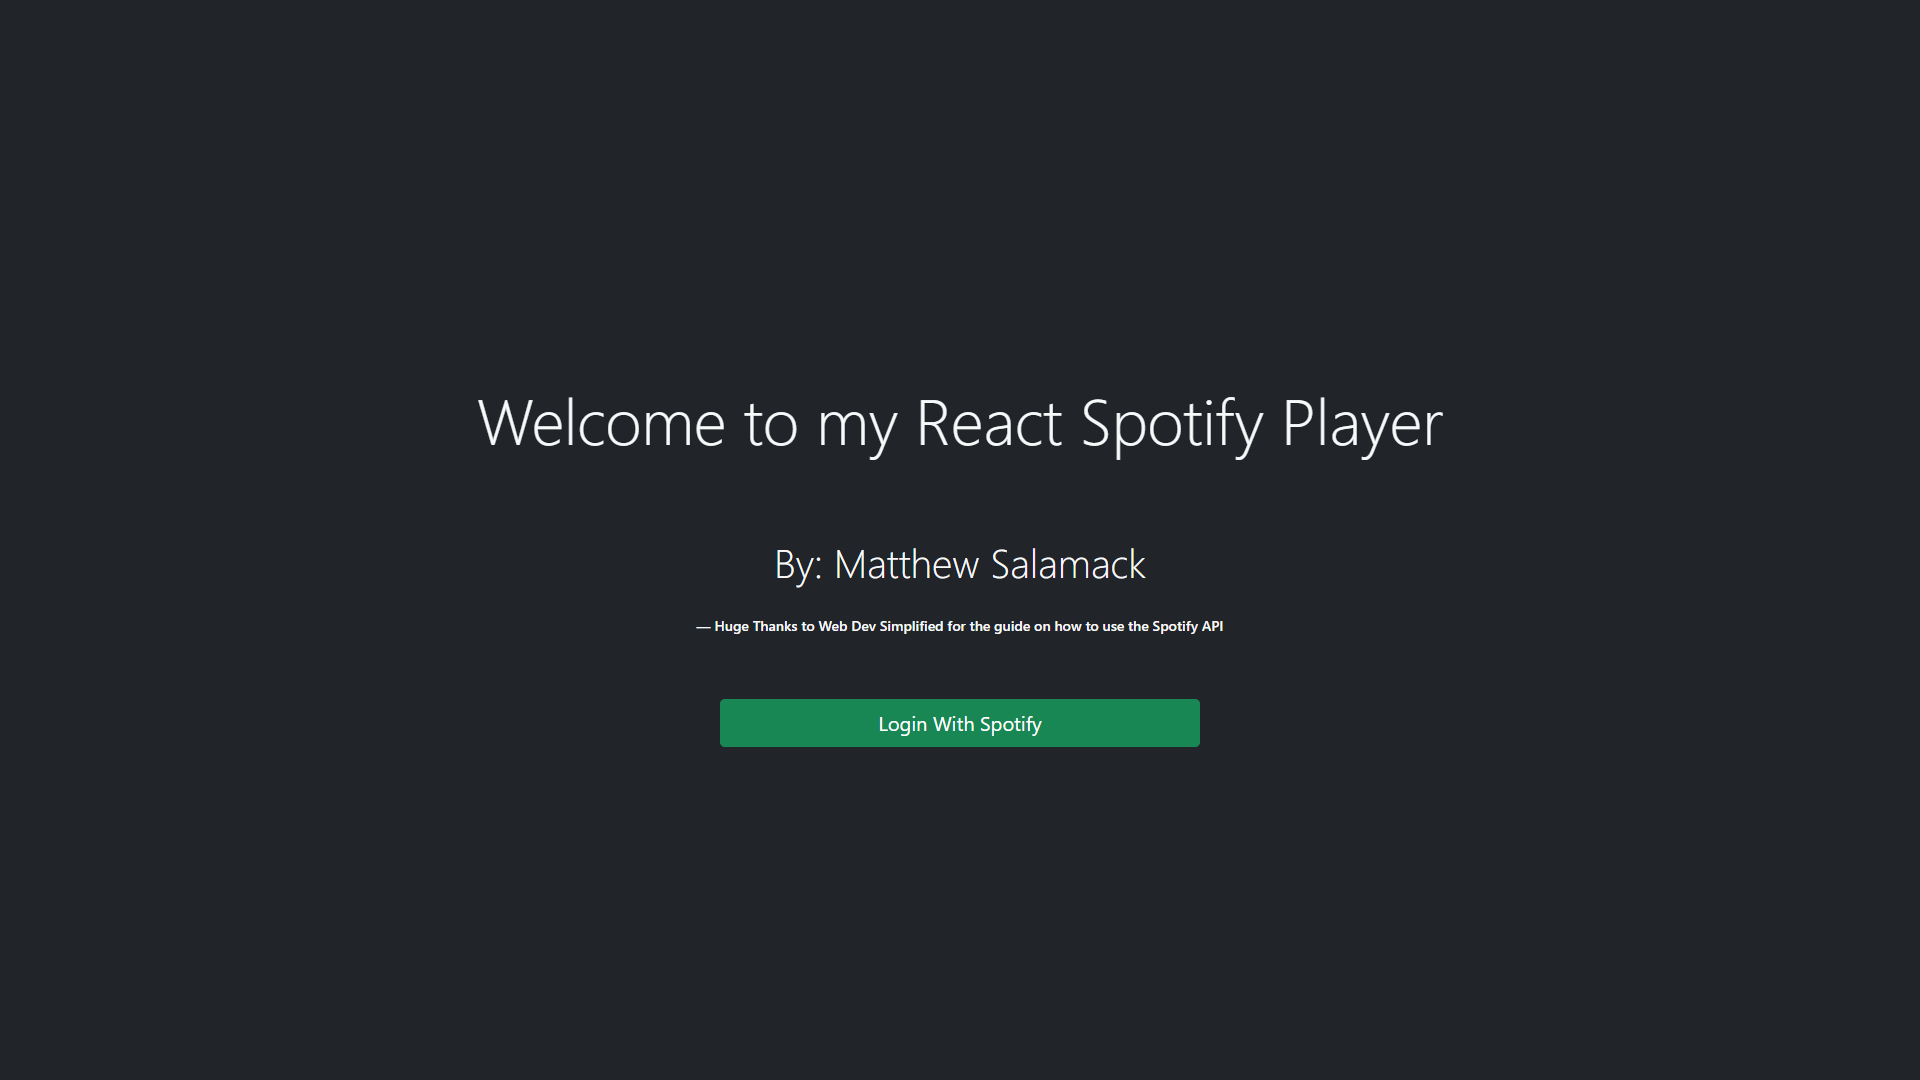 Welcome to my React Spotify Player
By: Matthew Salamack
— Huge Thanks to Web Dev Simplified for the guide on how to use the Spotify API
Login With Spotify